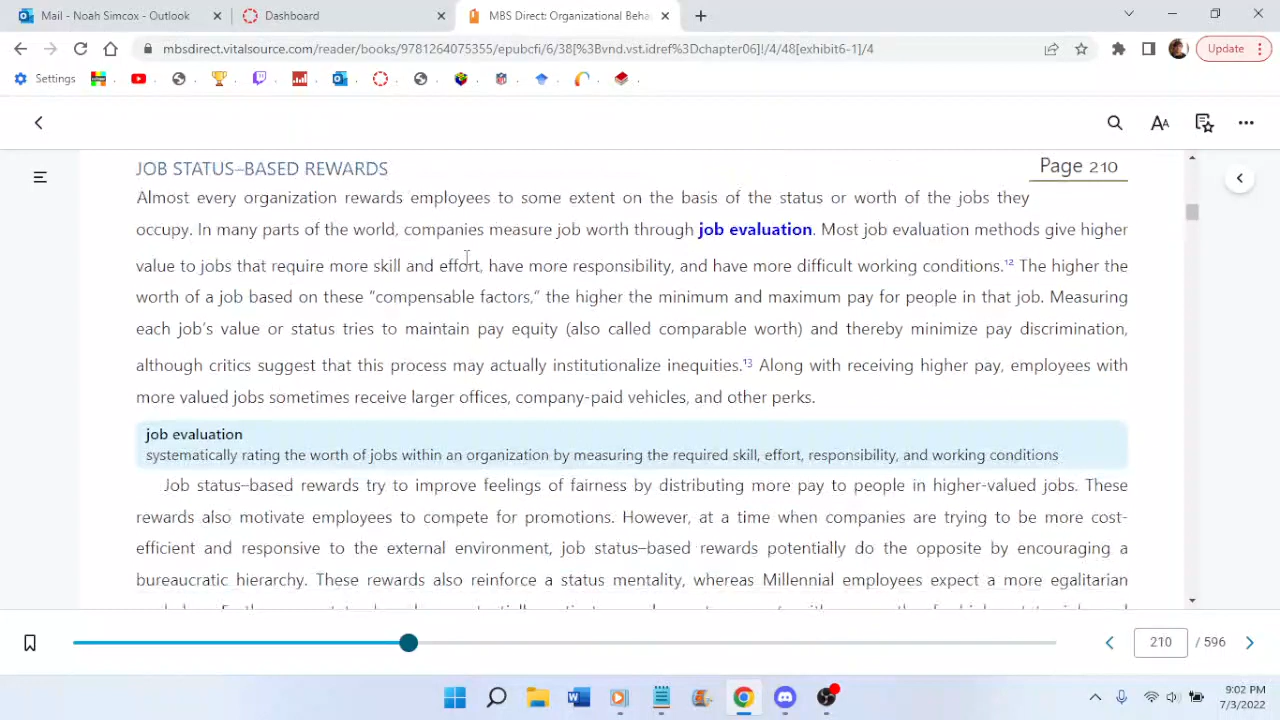 Mail - Noah Simcox - Outlook
Dashboard
MBS Direct: Organizational Beha
mbsdirect.vitalsource.com/reader/books/9781264075355/epubcfi/6/38[%3Bvnd.vst.idref%3Dchapter06]!/4/48[exhibit6-1]/4
Update
Settings
JOB STATUS–BASED REWARDS
Page 210
Almost every organization rewards employees to some extent on the basis of the status or worth of the jobs they
occupy. In many parts of the world, companies measure job worth through job evaluation. Most job evaluation methods give higher
value to jobs that require more skill and effort, have more responsibility, and have more difficult working conditions.12 The higher the
worth of a job based on these “compensable factors,“ the higher the minimum and maximum pay for people in that job. Measuring
each job’s value or status tries to maintain pay equity (also called comparable worth) and thereby minimize pay discrimination,
although critics suggest that this process may actually institutionalize inequities.13 Along with receiving higher pay, employees with
more valued jobs sometimes receive larger offices, company-paid vehicles, and other perks.
job evaluation
systematically rating the worth of jobs within an organization by measuring the required skill, effort, responsibility, and working conditions
Job status–based rewards try to improve feelings of fairness by distributing more pay to people in higher-valued jobs. These
rewards also motivate employees to compete for promotions. However, at a time when companies are trying to be more cost-
efficient and responsive to the external environment, job status–based rewards potentially do the opposite by encouraging a
bureaucratic hierarchy. These rewards also reinforce a status mentality, whereas Millennial employees expect a more egalitarian
210 / 596
9:02 PM
7/3/2022